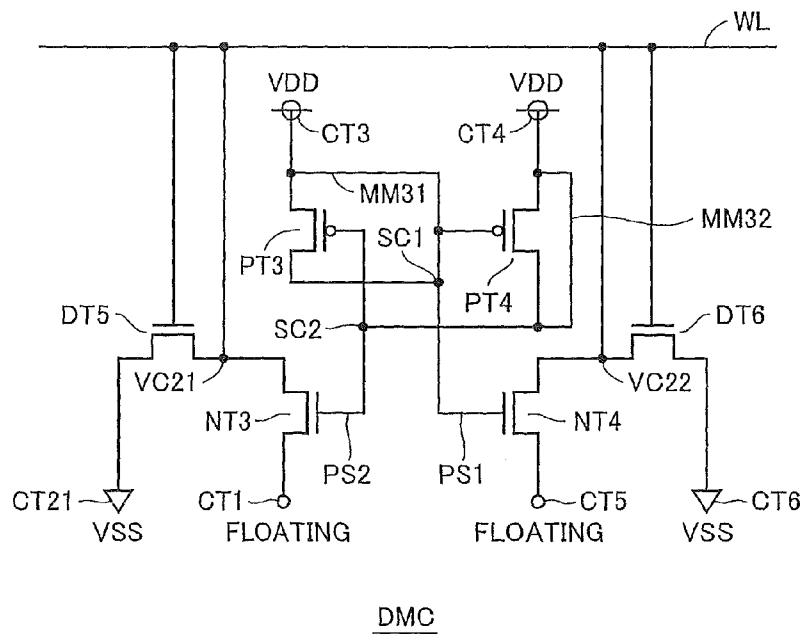 WL
VDD
VDD
CT3
CT4
MM31
MM32
SC1
PT3
PT4
DT5
SC2
DT6
VC21
VC22
NT3
NT4
PS2
PS1
CT21
CT1
CT5
CT6
VSS
FLOATING
FLOATING
VSS
DMC